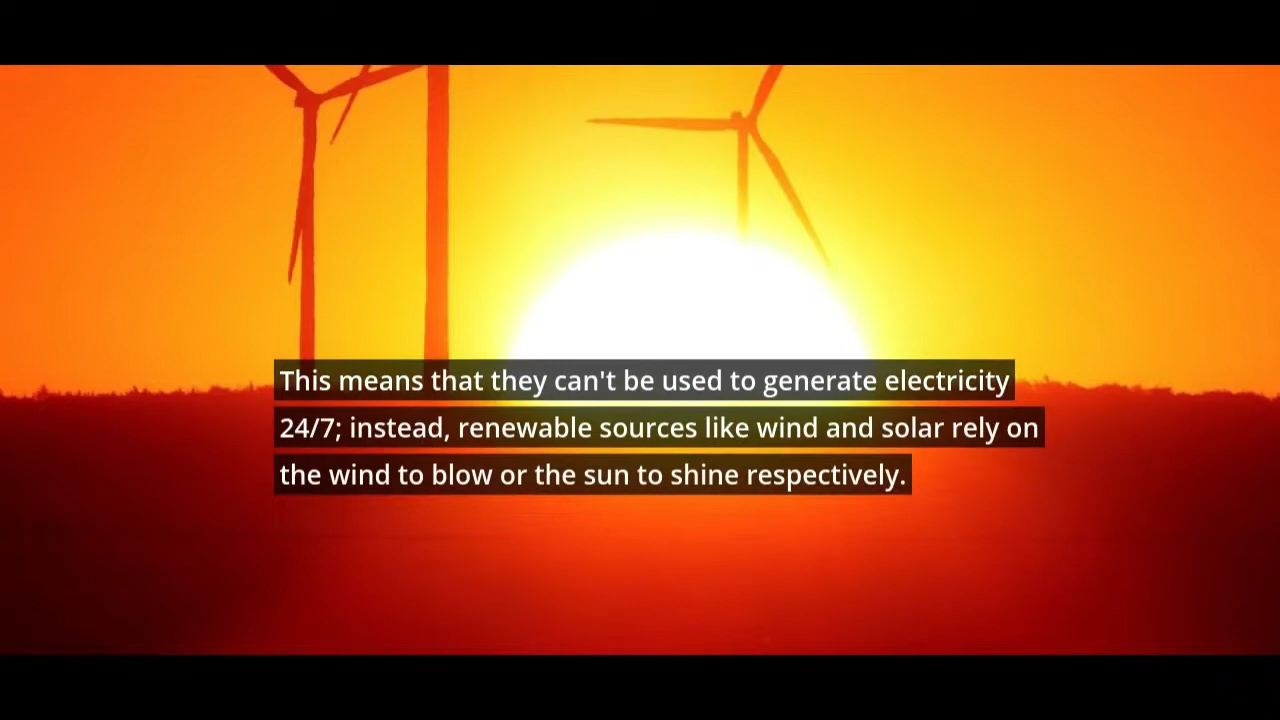 This means that they can't be used to generate electricity
24/7; instead, renewable sources like wind and solar rely on
the wind to blow or the sun to shine respectively.